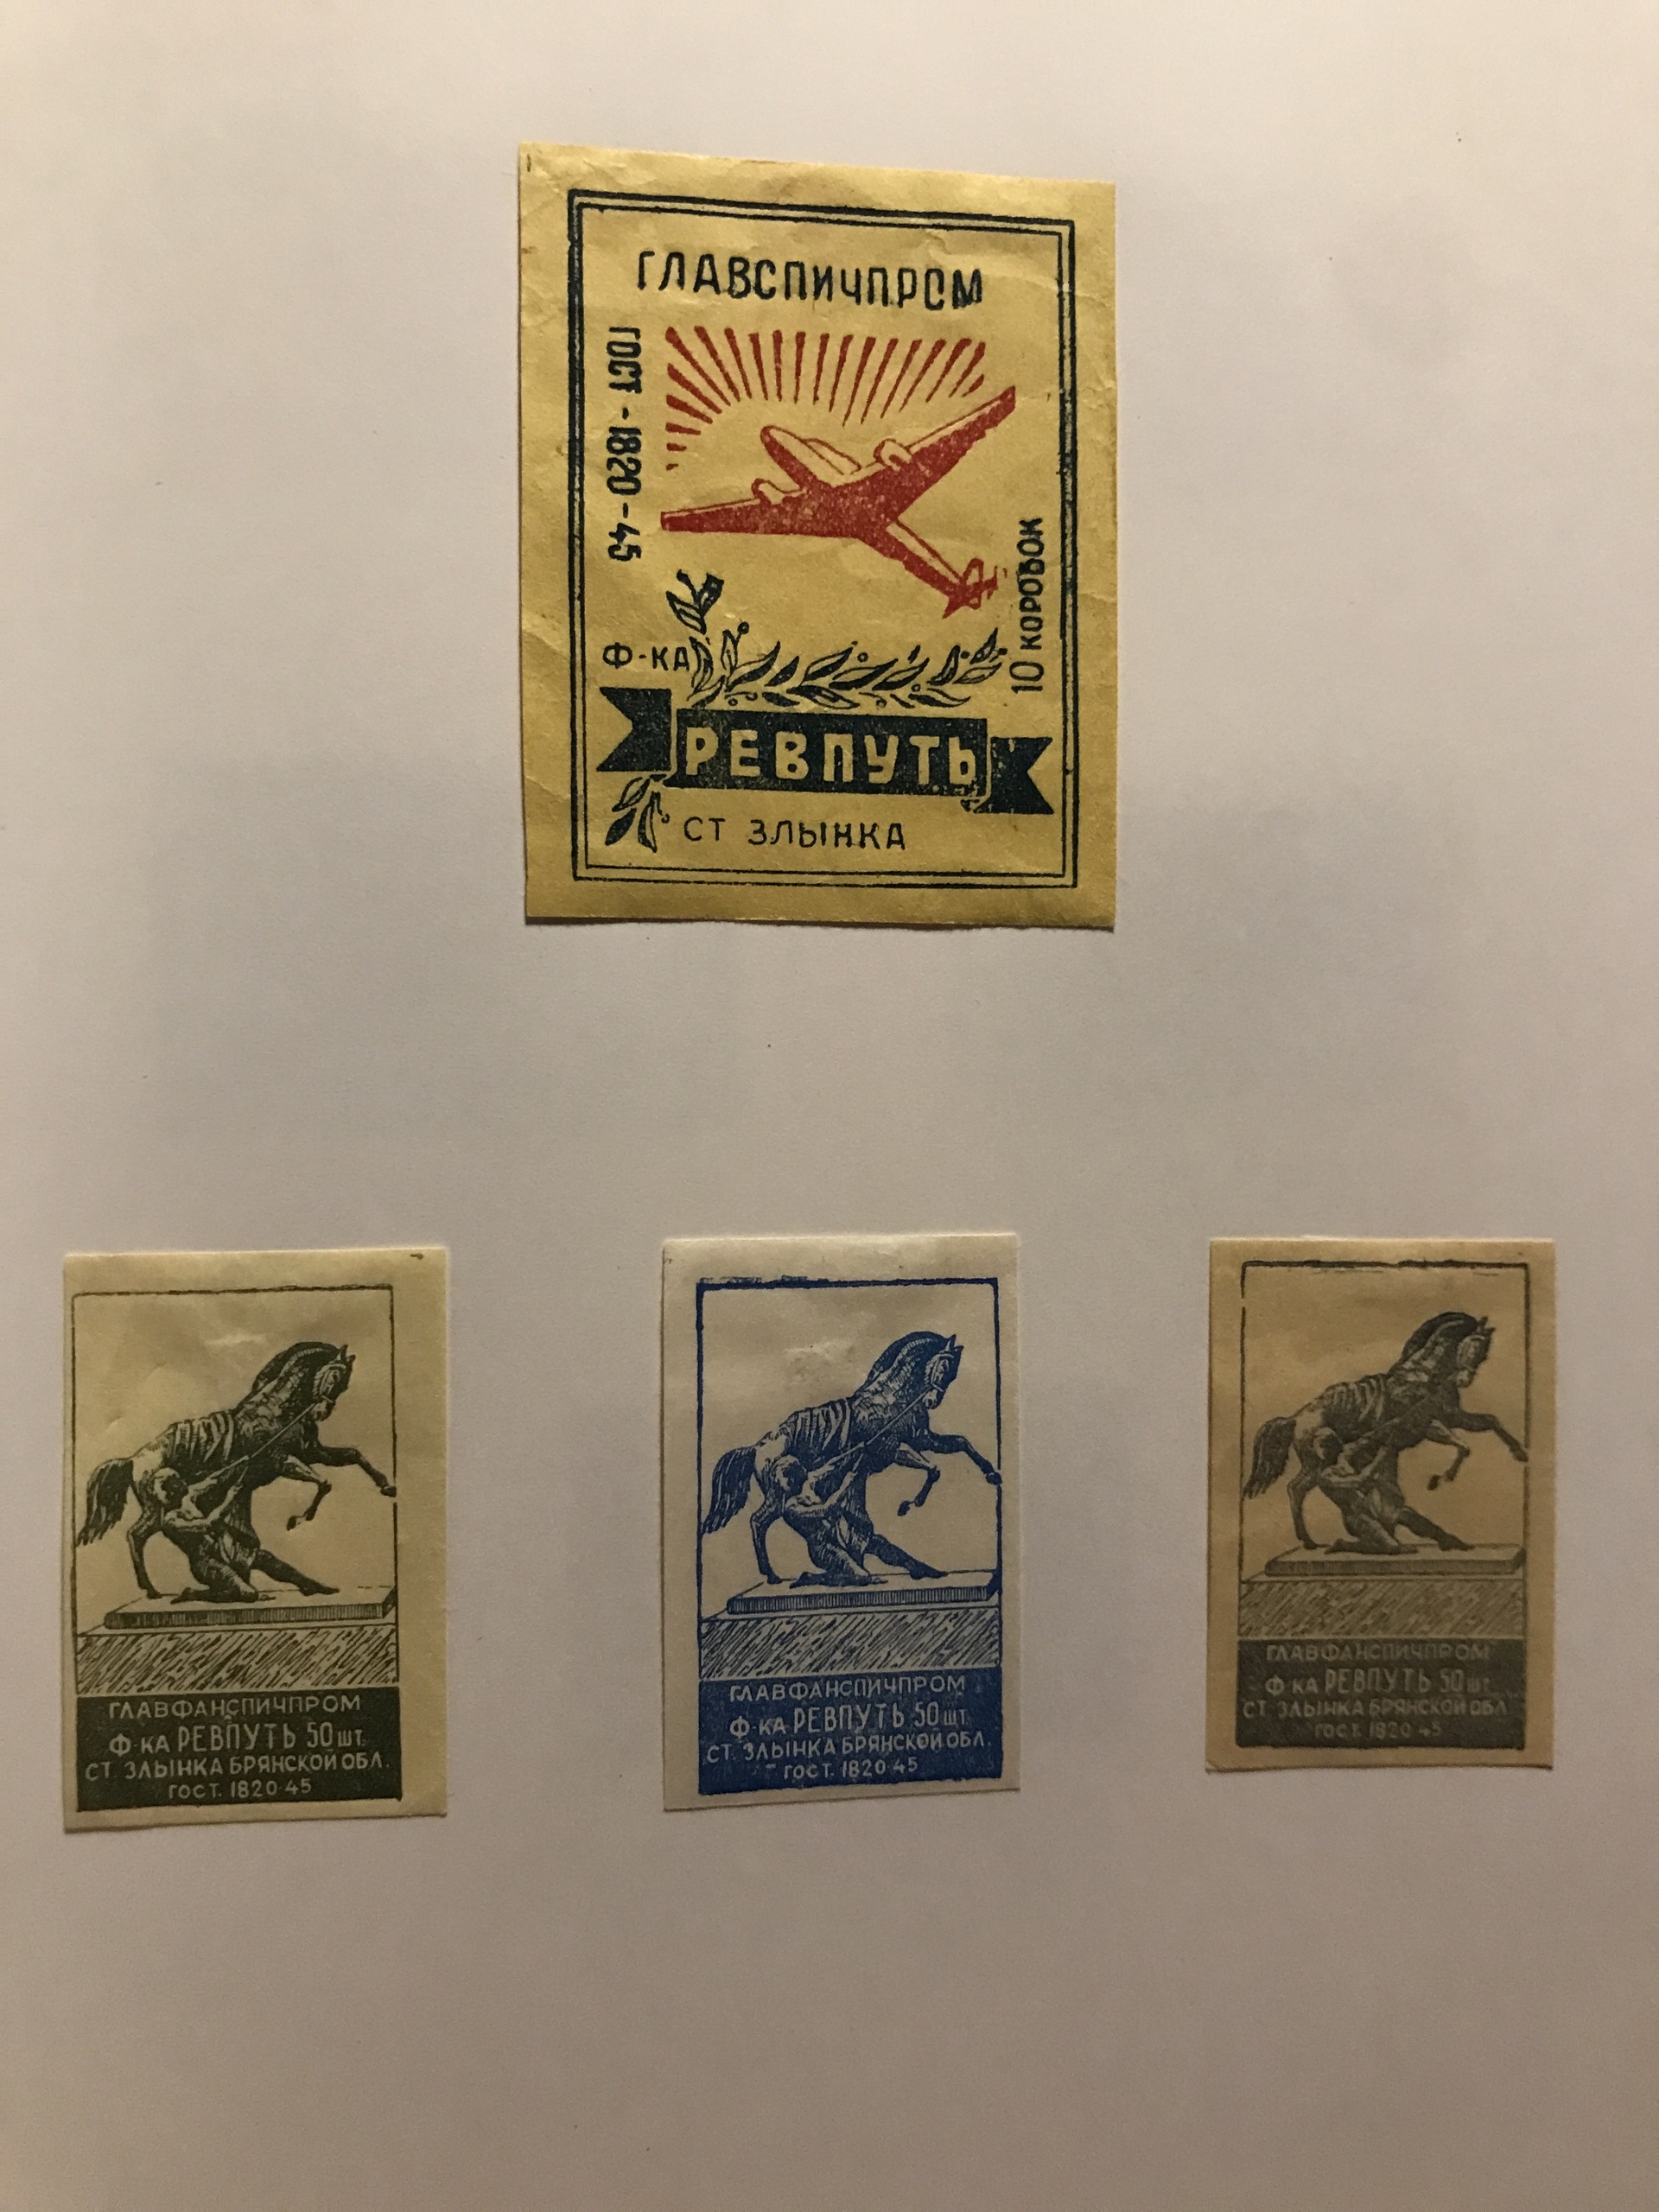 ГЛАВСПИЧПРОМ
ГОСТ-1820-45
10 КОРОБОК
Ф-КА
РЕВПУТЬ
СТ ЗЛЫНКА
ГЛАВФАНСПИЧПРОМ
Ф-КА РЕВПУТЬ 50 ШТ.
СТ. ЗЛЫНКА БРЯНСКОЙ ОБЛ.
ГОСТ. 1820-45
ГЛАВФАНСПИЧПРОМ
Ф-КА РЕВПУТЬ 50 ШТ
СТ. ЗЛЫНКА БРЯНСКОЙ ОБЛ.
ГОСТ. 1820-45
ГЛАВФАНСПИЧПРОМ
Ф-КА РЕВПУТЬ 50 ШТ.
СТ. ЗЛЫНКА БРЯНСКОЙ ОБЛ
ГОСТ. 1820-45